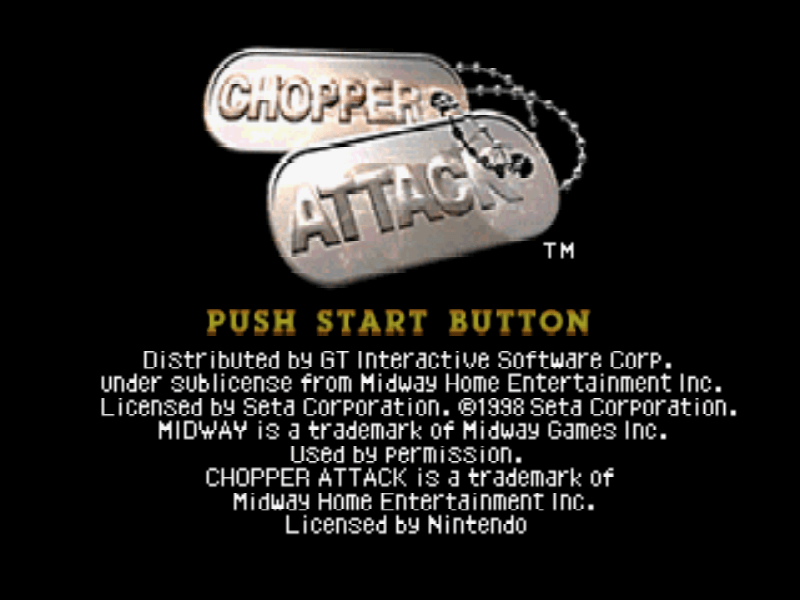 CHOPPER
ATTACK
TM
PUSH START BUTTON
Distributed by GT Interactive Software Corp.
under sublicense from Midway Home Entertainment Inc.
Licensed by Seta Corporation. ©1998 Seta Corporation.
MIDWAY is a trademark of Midway Games Inc.
Used by permission.
CHOPPER ATTACK is a trademark of
Midway Home Entertainment Inc.
Licensed by Nintendo